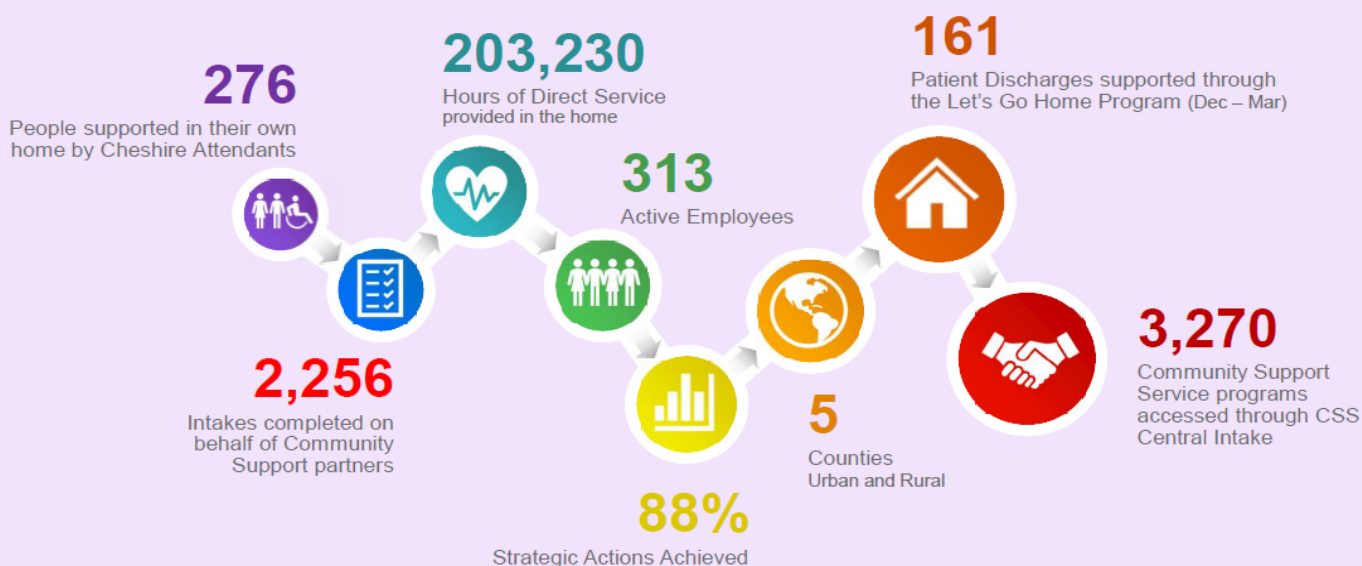 276
People supported in their own
home by Cheshire Attendants
2,256
Intakes completed on
behalf of Community
Support partners
203,230
Hours of Direct Service
provided in the home
313
Active Employees
88%
Strategic Actions Achieved
5
Counties
Urban and Rural
161
Patient Discharges supported through
the Let's Go Home Program (Dec – Mar)
3,270
Community Support
Service programs
accessed through CSS
Central Intake